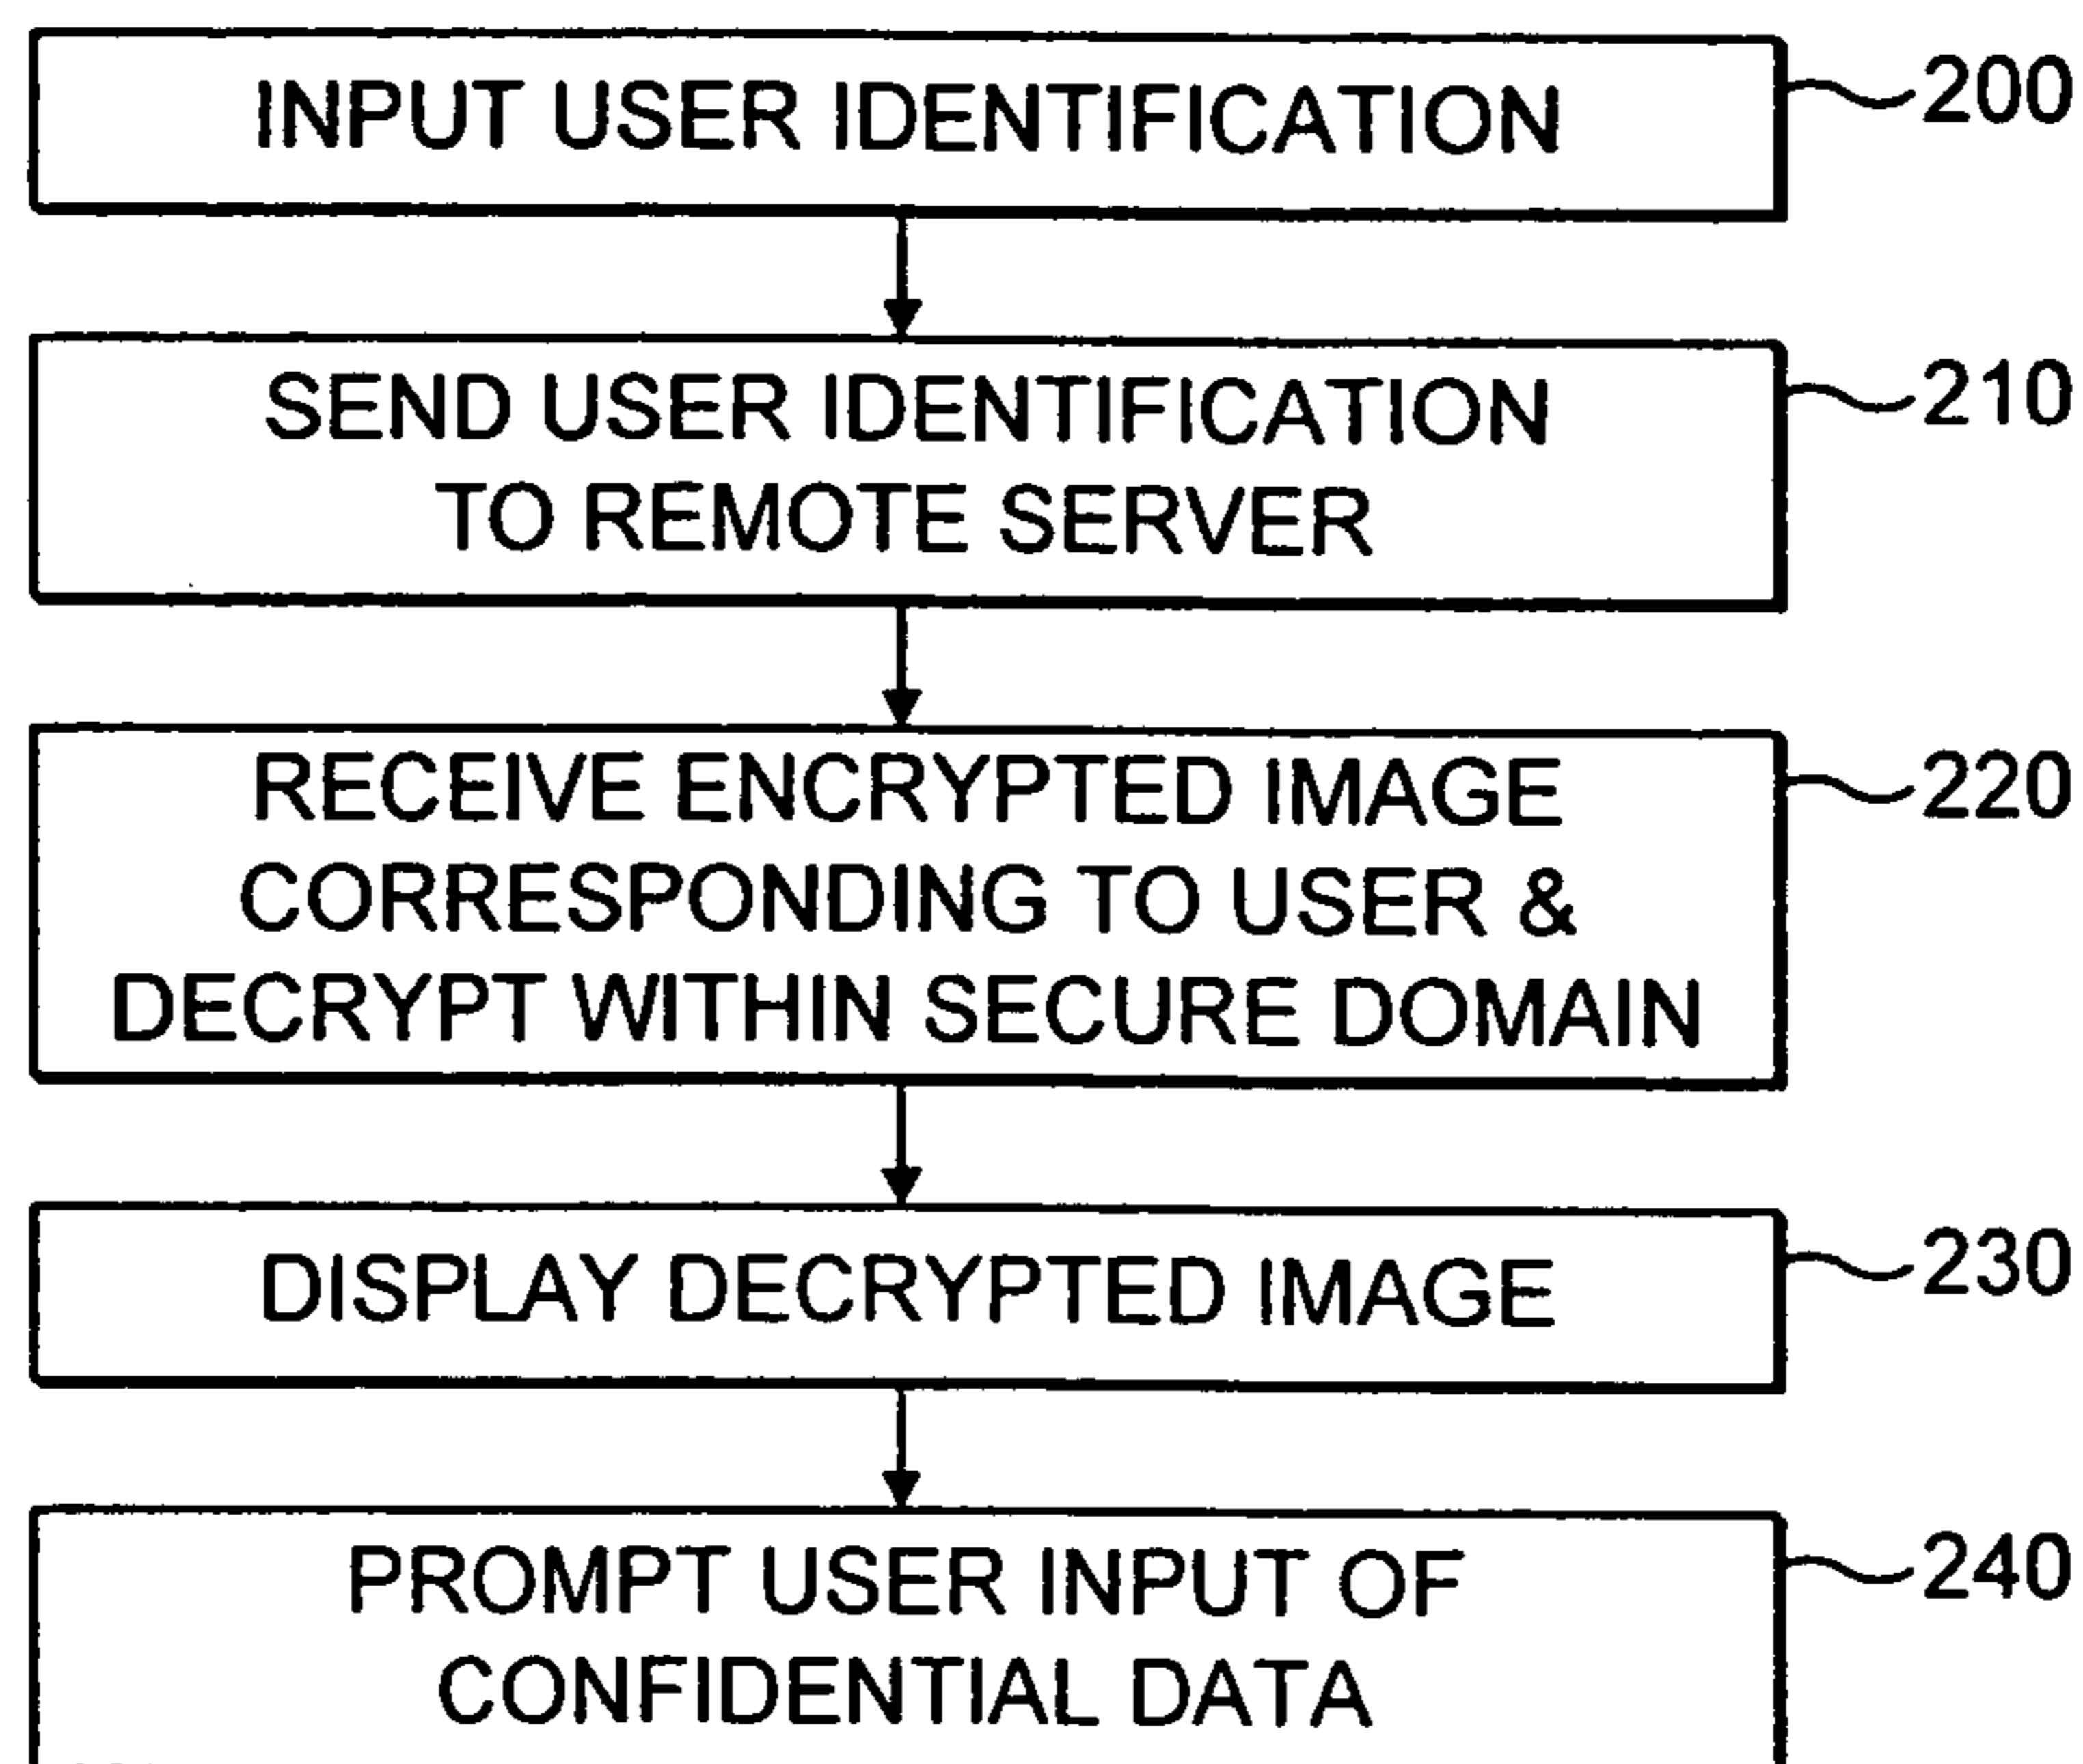 INPUT USER IDENTIFICATION
200
SEND USER IDENTIFICATION
TO REMOTE SERVER
210
RECEIVE ENCRYPTED IMAGE
CORRESPONDING TO USER &
DECRYPT WITHIN SECURE DOMAIN
220
DISPLAY DECRYPTED IMAGE
230
PROMPT USER INPUT OF
CONFIDENTIAL DATA
240